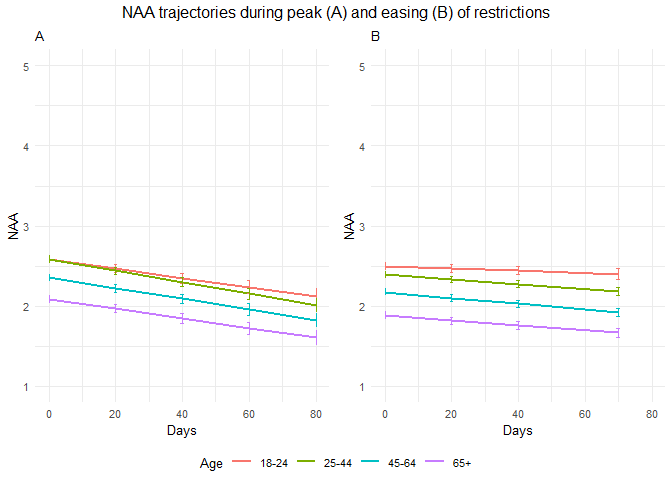 NAA trajectories during peak (A) and easing (B) of restrictions
A
B
5
4
3
2
1
NAA
0 20 40 60 80
Days
5
4
3
2
1
NAA
0 20 40 60 80
Days
Age 18-24 25-44 45-64 65+